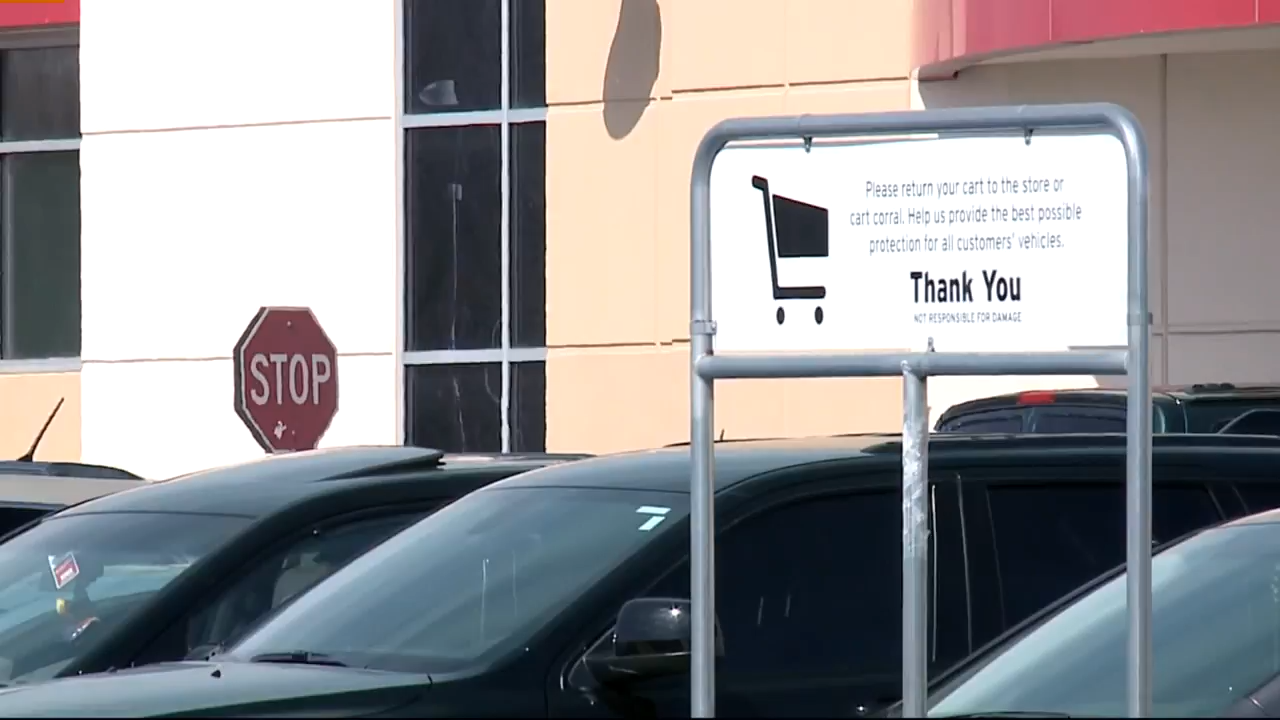 STOP
Please return your cart to the store or
cart corral. Help us provide the best possible
protection for all customers' vehicles.
Thank You
NOT RESPONSIBLE FOR DAMAGE